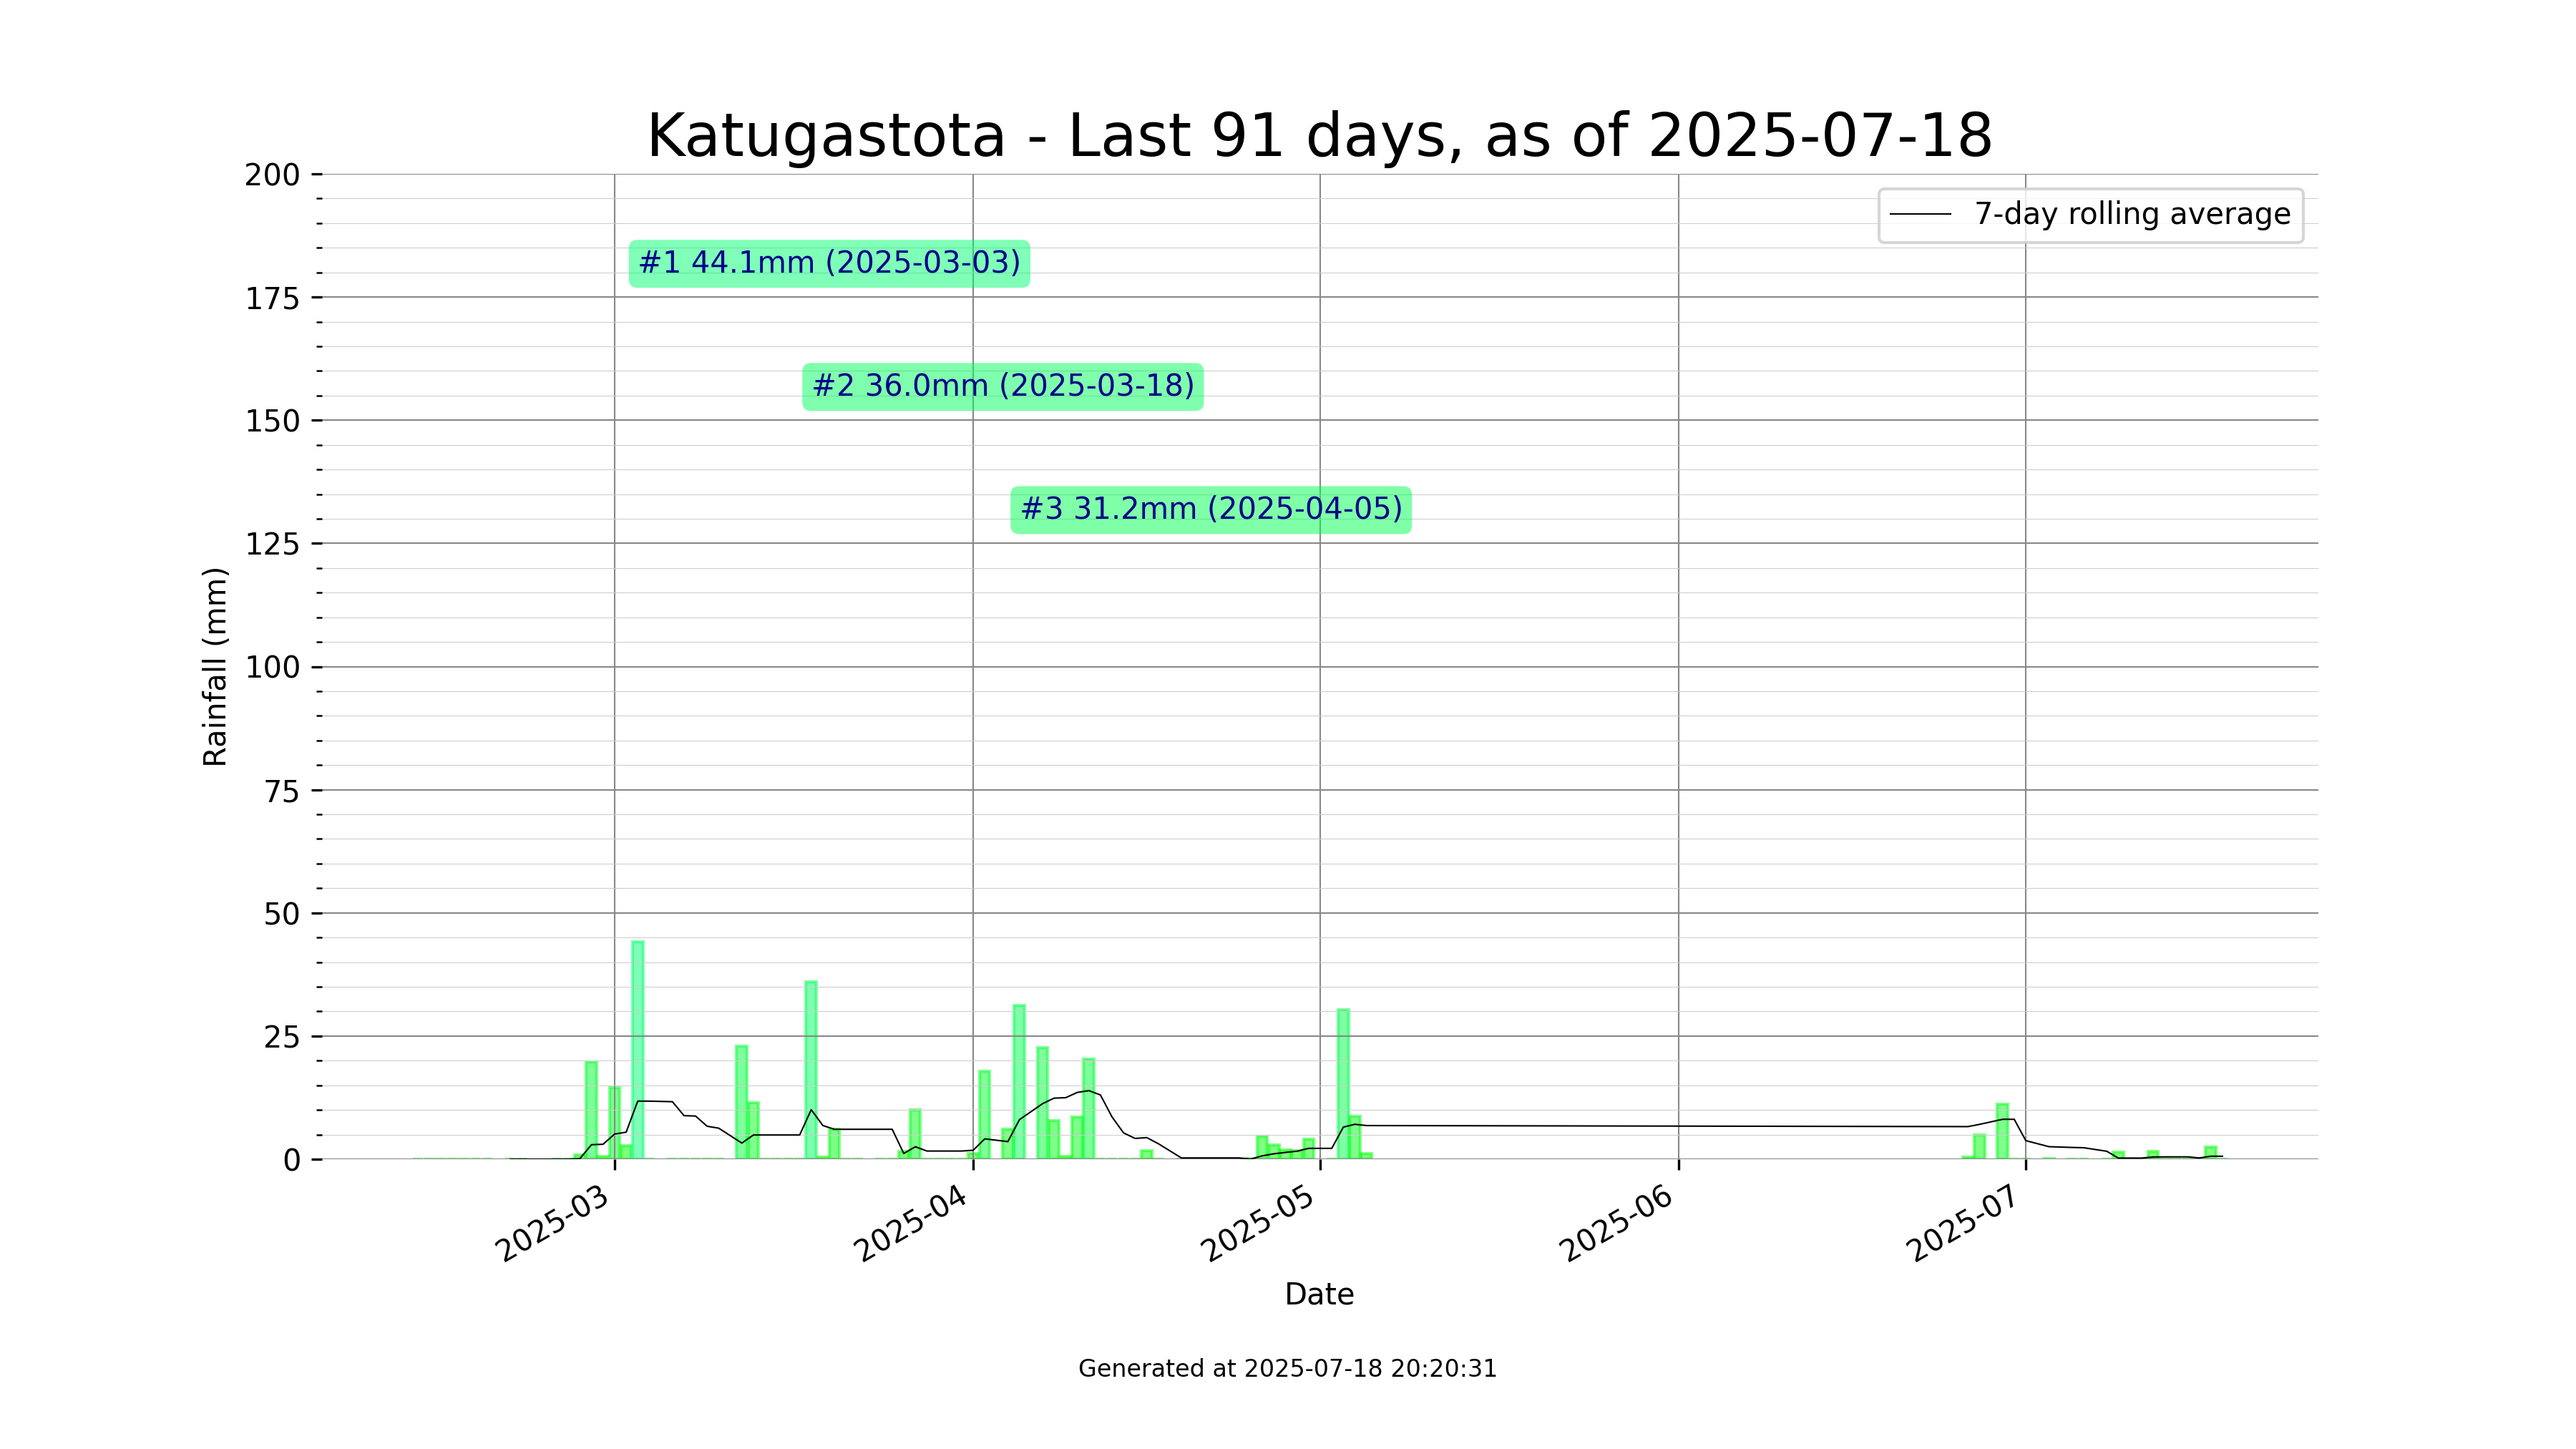 Katugastota - Last 91 days, as of 2025-07-18
200
175
150
125
100
75
50
25
0
Rainfall (mm)
7-day rolling average
#1 44.1mm (2025-03-03)
#2 36.0mm (2025-03-18)
#3 31.2mm (2025-04-05)
2025-03
2025-04
2025-05
2025-06
2025-07
Date
Generated at 2025-07-18 20:20:31